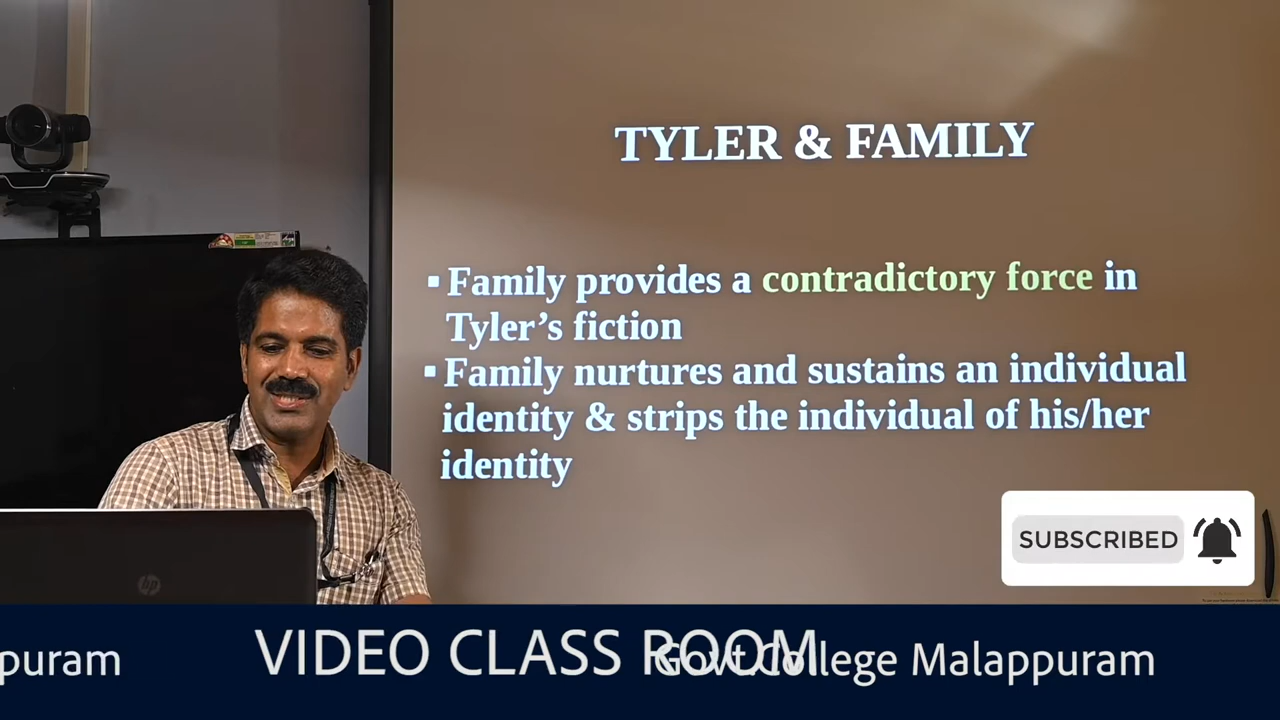 TYLER & FAMILY
▪ Family provides a contradictory force in
Tyler’s fiction
▪ Family nurtures and sustains an individual
identity & strips the individual of his/her
identity
SUBSCRIBED
hp
puram
VIDEO CLASS ROOM
Govt.College Malappuram